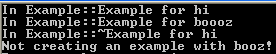 In Example::Example for hi
In Example::Example for boooz
In Example::~Example for hi
Not creating an example with booz?!